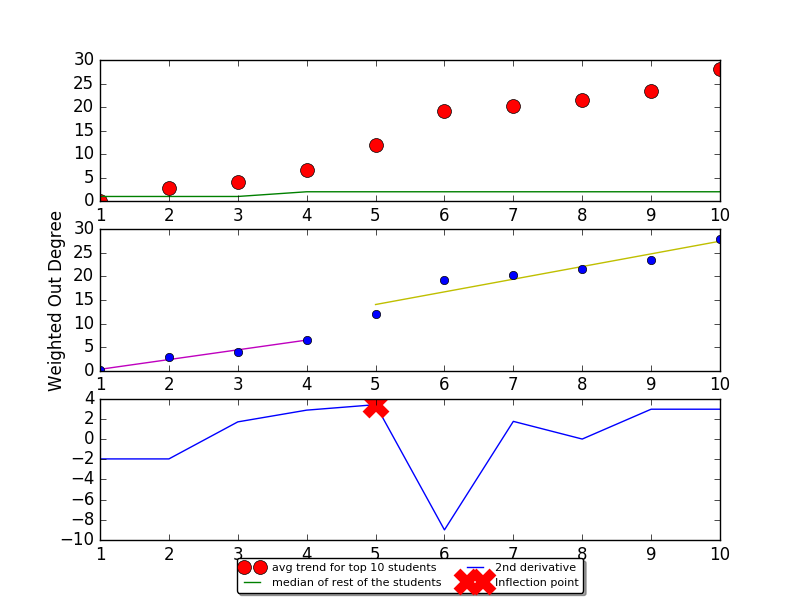 30
25
20
15
10
5
0
1 2 3 4 5 6 7 8 9 10
Weighted Out Degree
30
25
20
15
10
5
0
1 2 3 4 5 6 7 8 9 10
4
2
0
−2
−4
−6
−8
−10
1 2 3 4 5 6 7 8 9 10
avg trend for top 10 students
median of rest of the students
2nd derivative
Inflection point